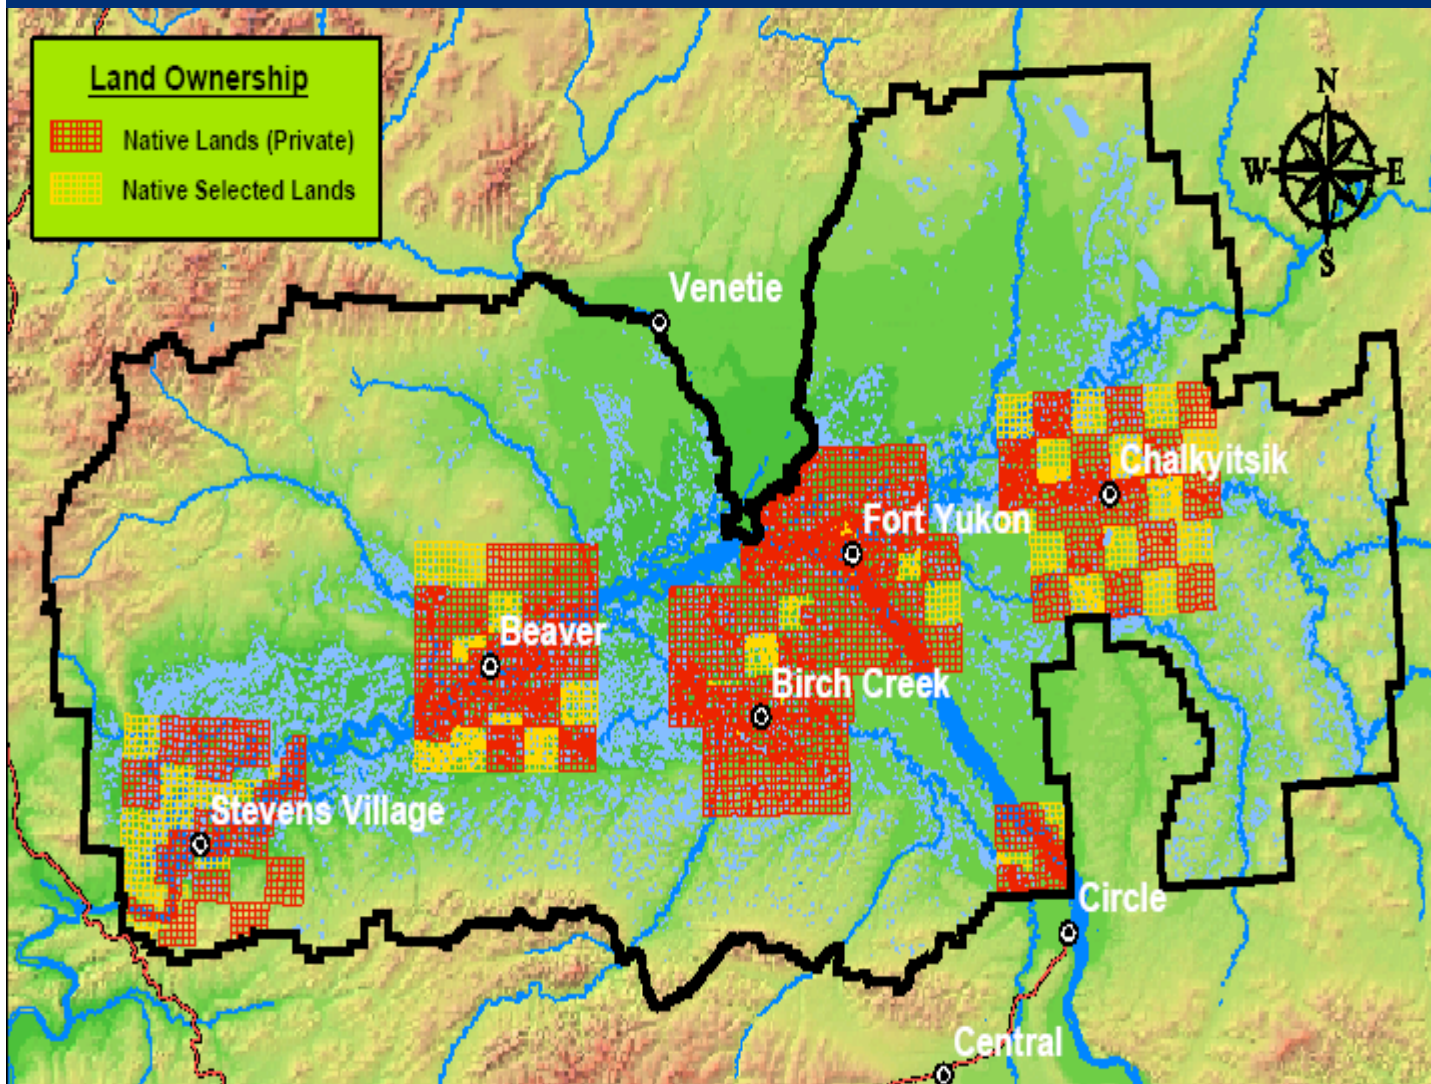 Land Ownership
Native Lands (Private)
Native Selected Lands
N
W E
S
Venetie
Chalkyitsik
Fort Yukon
Beaver
Birch Creek
Stevens Village
Circle
Central